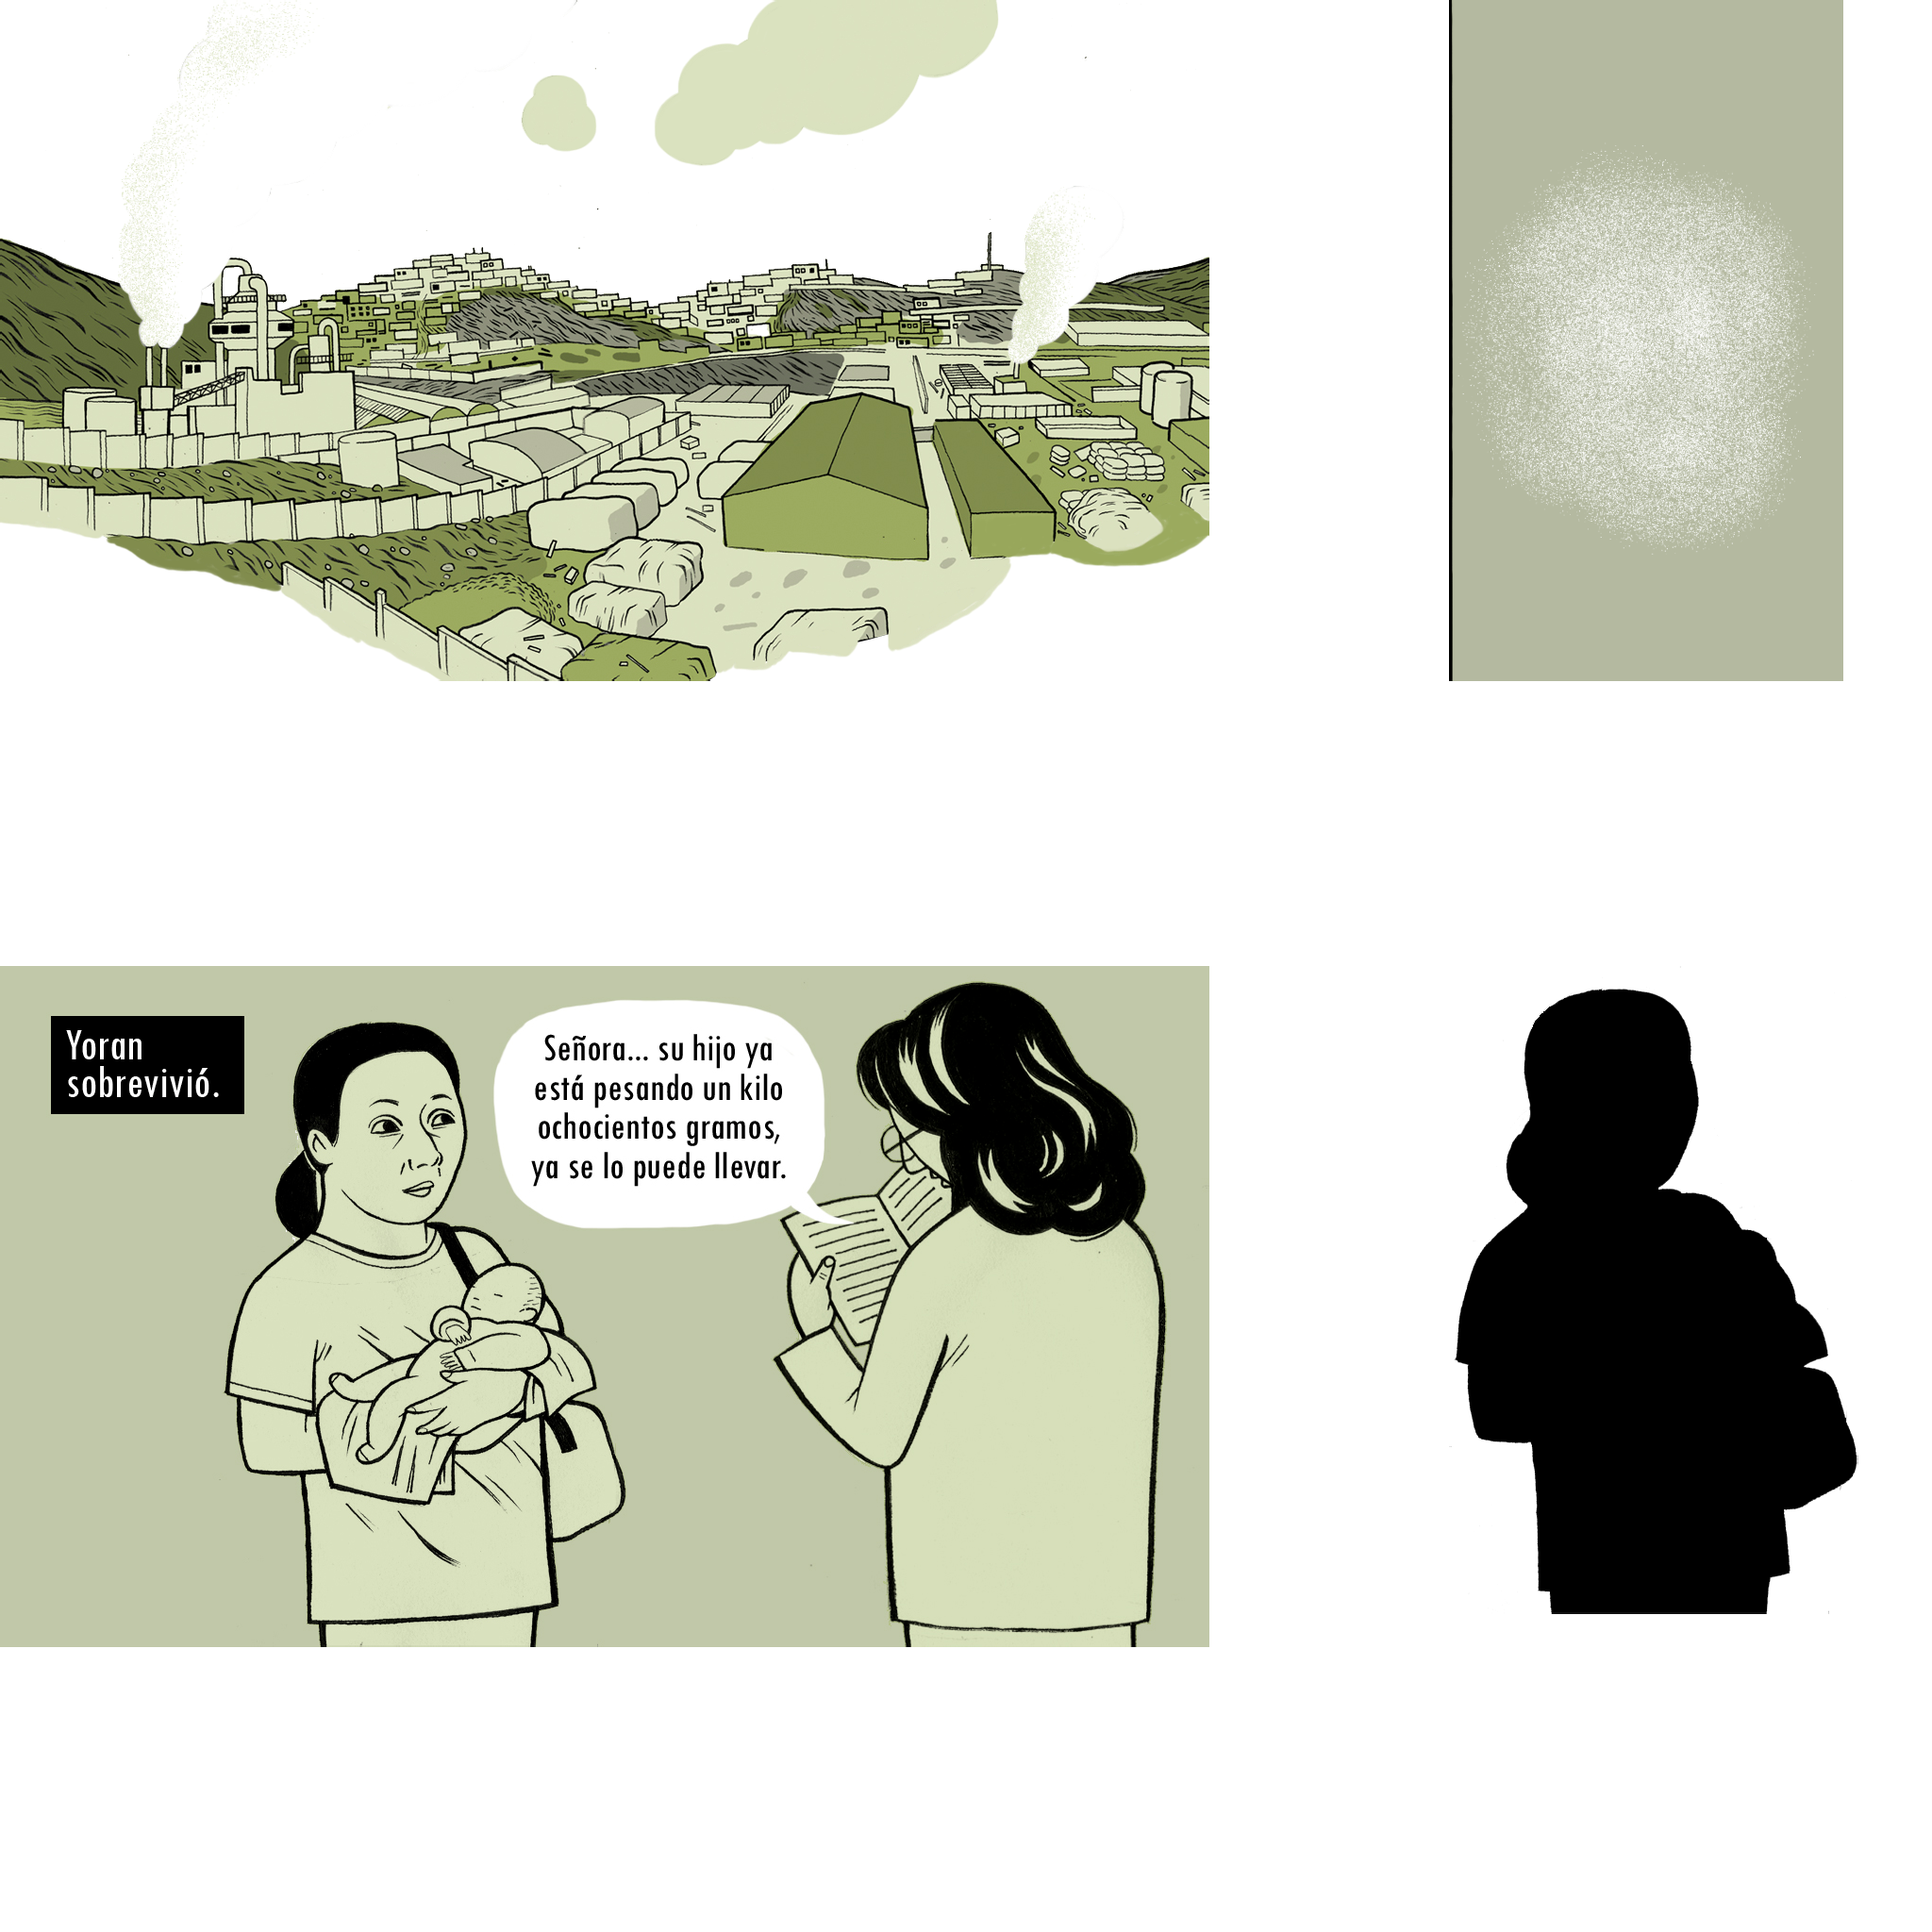 Yoran
sobrevivió.
Señora... su hijo ya
está pesando un kilo
ochocientos gramos,
ya se lo puede llevar.